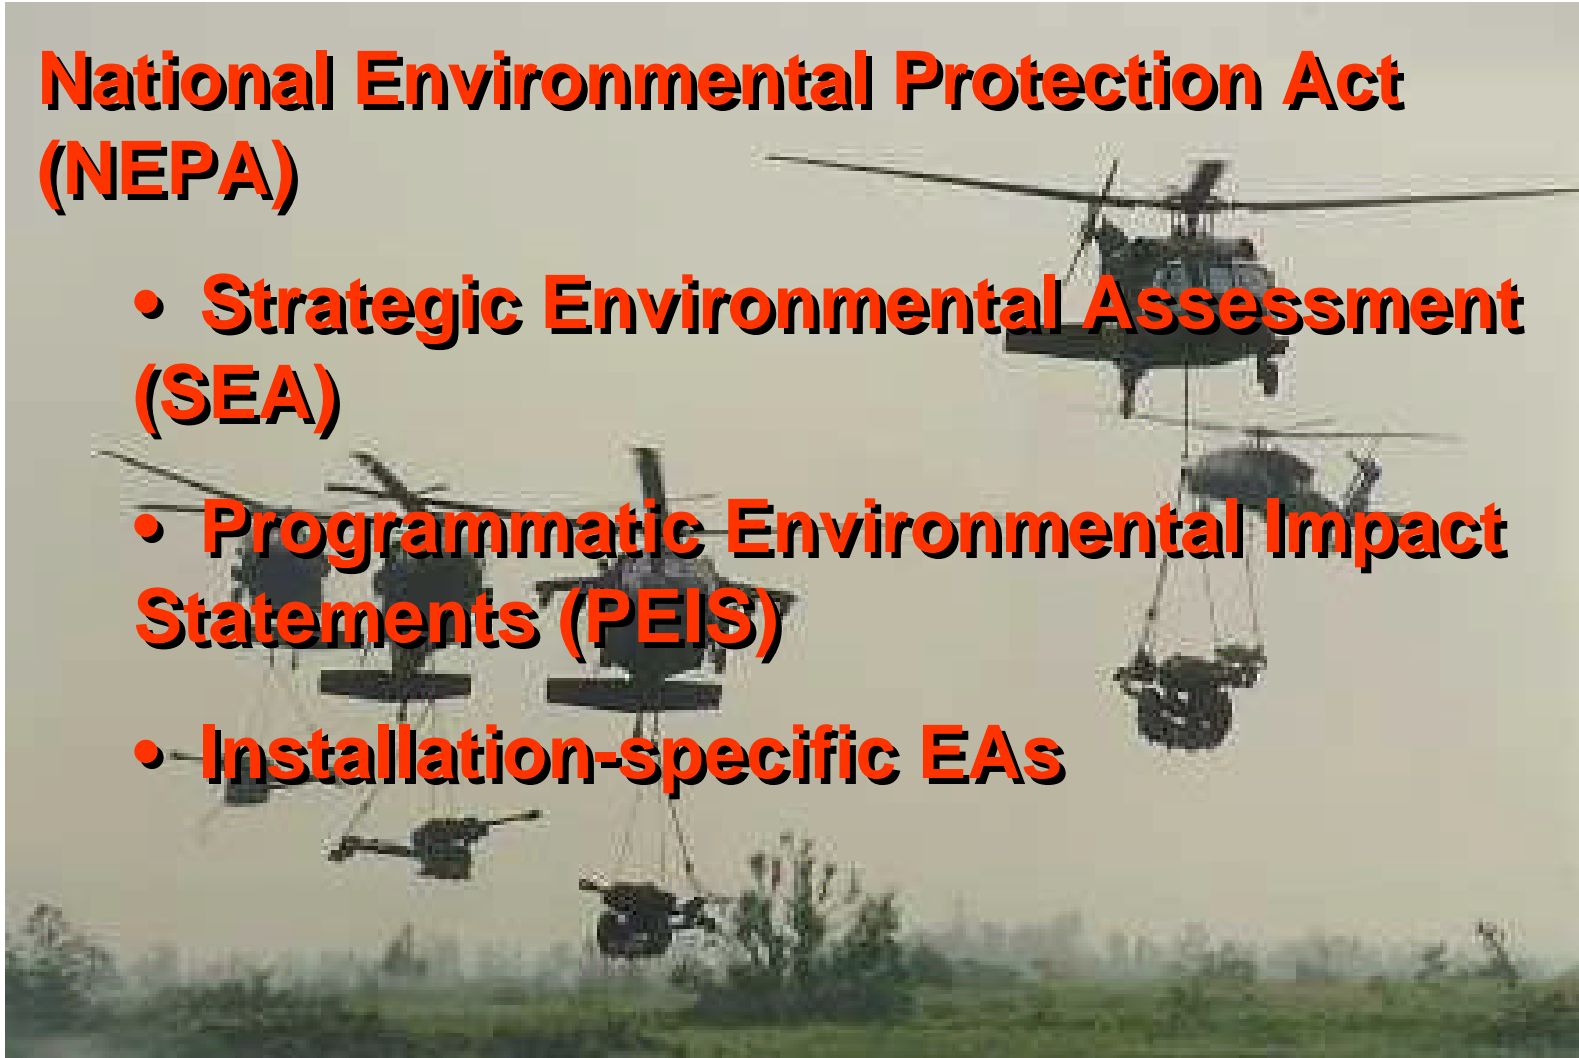 National Environmental Protection Act
(NEPA)
• Strategic Environmental Assessment
(SEA)
• Programmatic Environmental Impact
Statements (PEIS)
• Installation-specific EAs